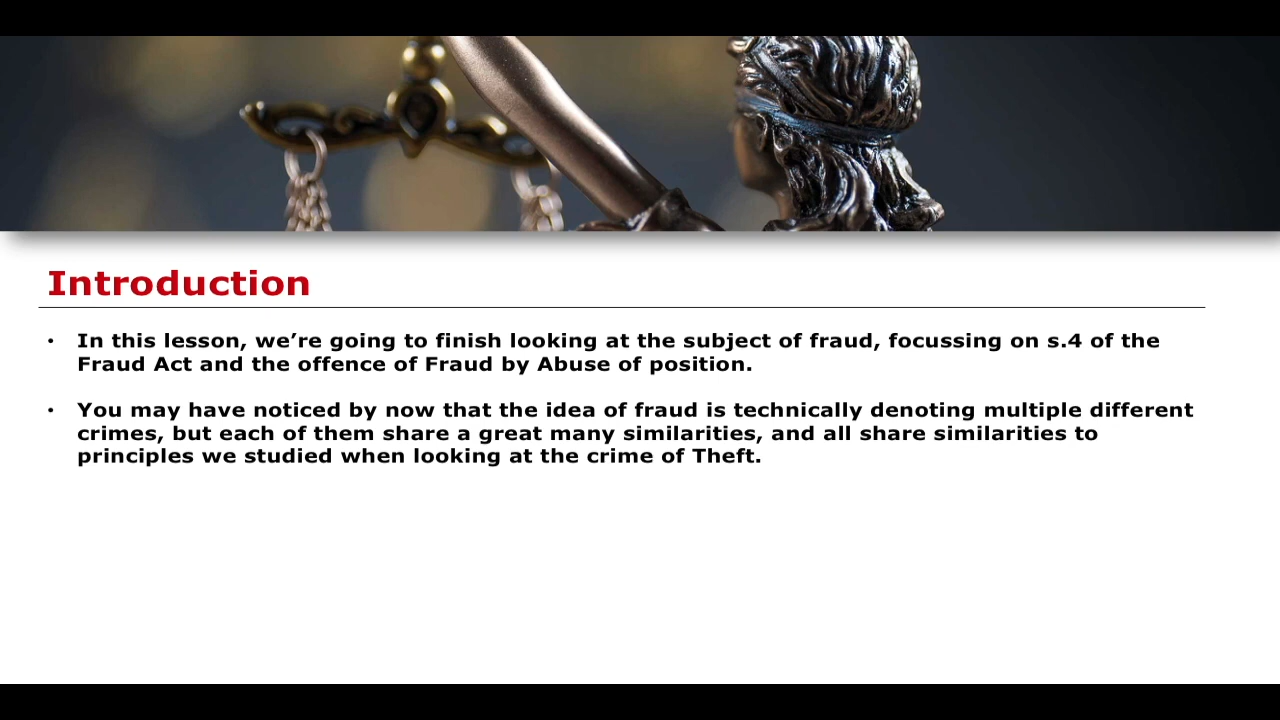 Introduction
• In this lesson, we’re going to finish looking at the subject of fraud, focussing on s.4 of the
Fraud Act and the offence of Fraud by Abuse of position.
• You may have noticed by now that the idea of fraud is technically denoting multiple different
crimes, but each of them share a great many similarities, and all share similarities to
principles we studied when looking at the crime of Theft.